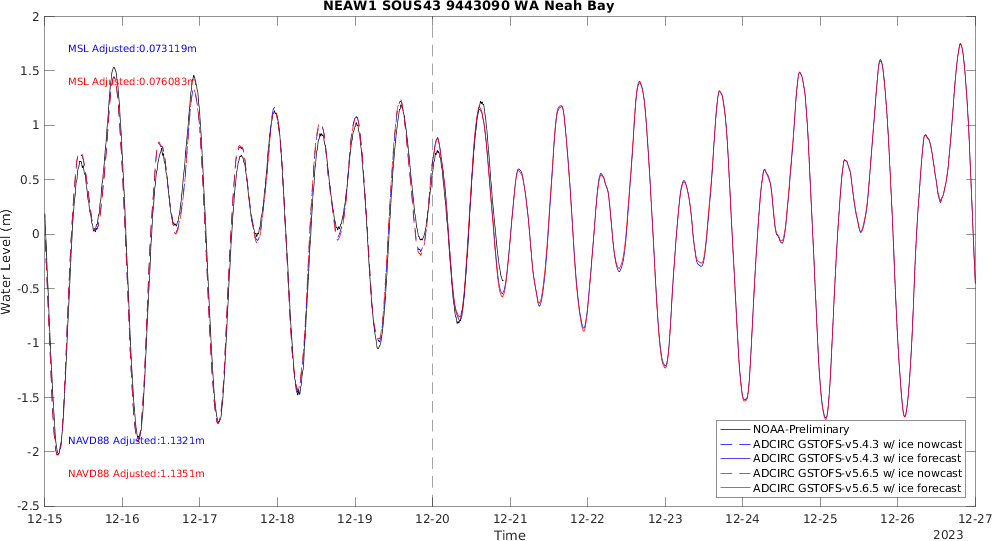 NEAW1 SOUS43 9443090 WA Neah Bay
2
1.5
1
0.5
0
-0.5
-1
-1.5
-2
-2.5
Water Level (m)
MSL Adjusted:0.073119m
MSL Adjusted:0.076083m
NAVD88 Adjusted:1.1321m
NAVD88 Adjusted:1.1351m
NOAA-Preliminary
ADCIRC GSTOFS-v5.4.3 w/ ice nowcast
ADCIRC GSTOFS-v5.4.3 w/ ice forecast
ADCIRC GSTOFS-v5.6.5 w/ ice nowcast
ADCIRC GSTOFS-v5.6.5 w/ ice forecast
12-15 12-16 12-17 12-18 12-19 12-20 12-21 12-22 12-23 12-24 12-25 12-26 12-27
Time
2023